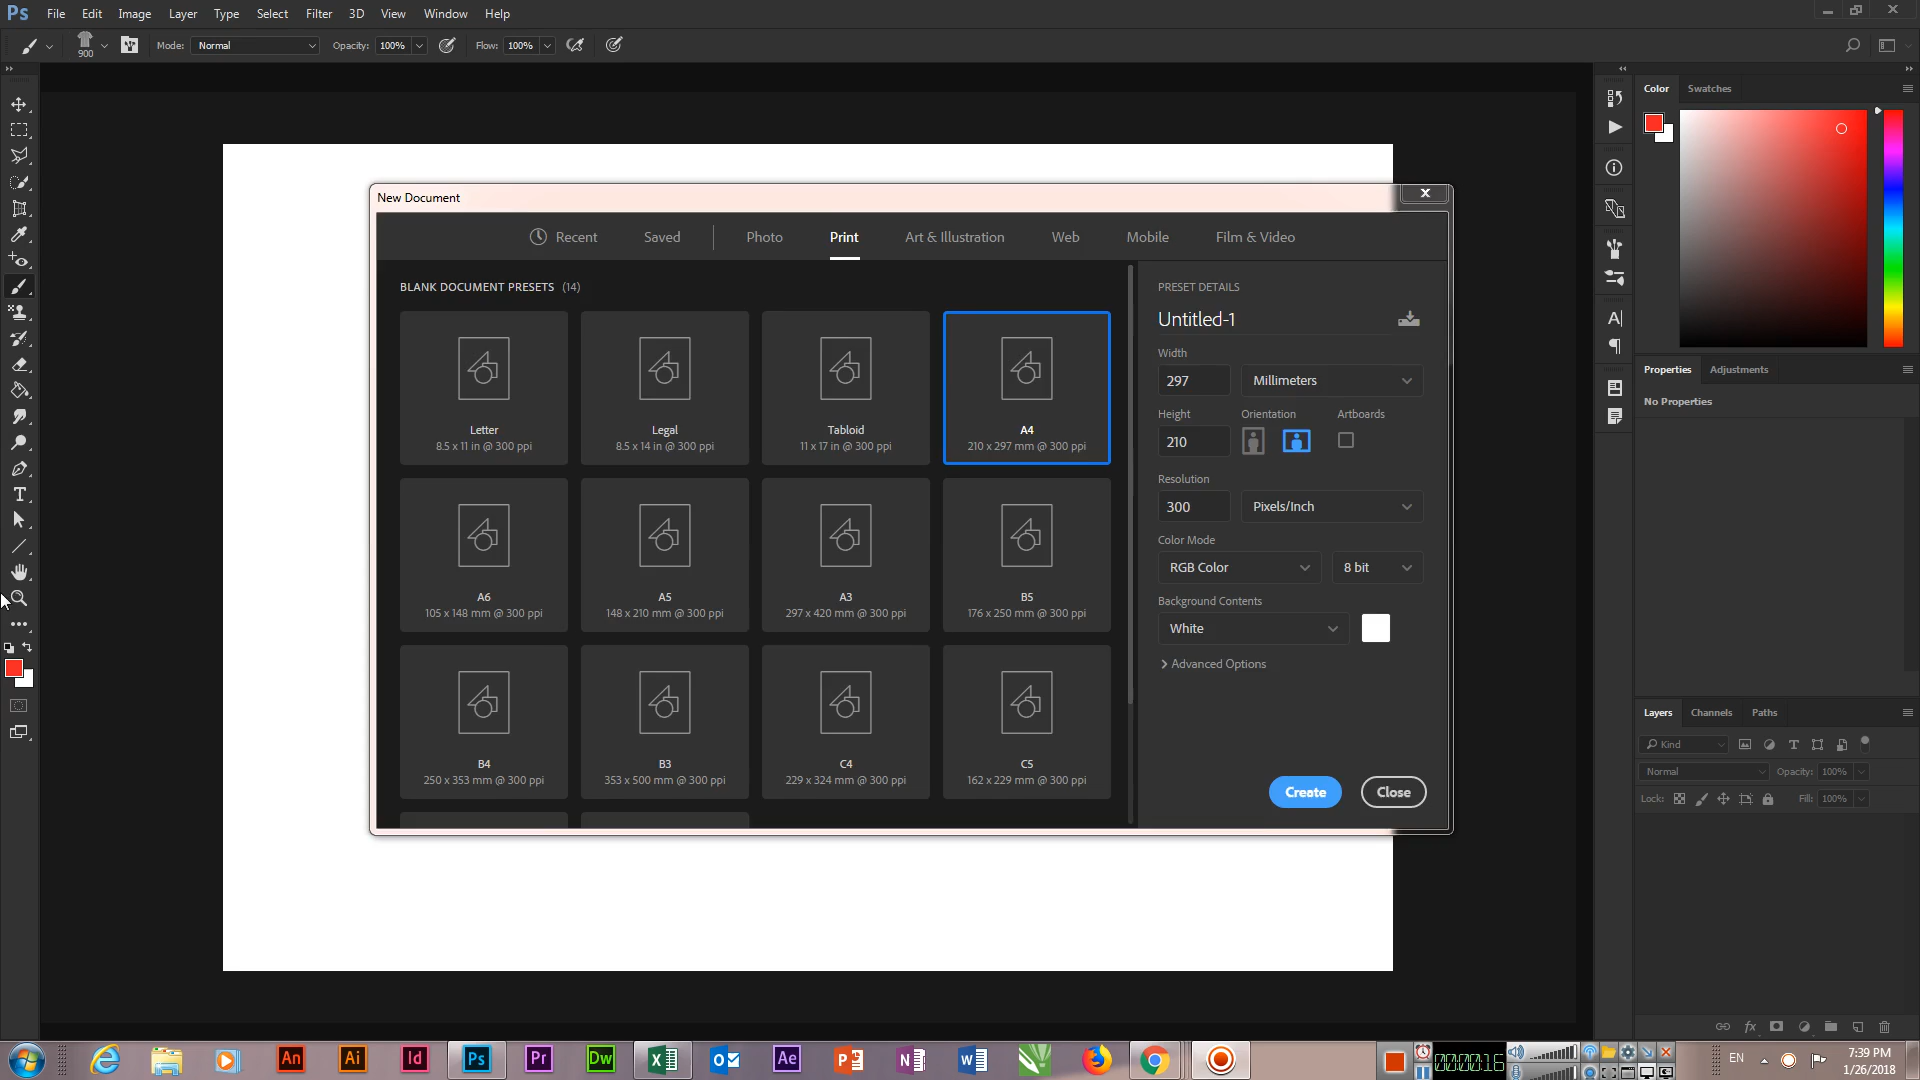 Ps File Edit Image Layer Type Select Filter 3D View Window Help
900 Mode: Normal Opacity: 100% Flow: 100%
New Document
Recent Saved Photo Print Art & Illustration Web Mobile Film & Video
BLANK DOCUMENT PRESETS (14)
Letter
8.5 x 11 in @ 300 ppi
Legal
8.5 x 14 in @ 300 ppi
Tabloid
11 x 17 in @ 300 ppi
A4
210 x 297 mm @ 300 ppi
A6
105 x 148 mm @ 300 ppi
A5
148 x 210 mm @ 300 ppi
A3
297 x 420 mm @ 300 ppi
B5
176 x 250 mm @ 300 ppi
B4
250 x 353 mm @ 300 ppi
B3
353 x 500 mm @ 300 ppi
C4
229 x 324 mm @ 300 ppi
C5
162 x 229 mm @ 300 ppi
PRESET DETAILS
Untitled-1
Width
297 Millimeters
Height Orientation Artboards
210
Resolution
300 Pixels/Inch
Color Mode
RGB Color 8 bit
Background Contents
White
Advanced Options
Create Close
Color Swatches
Properties Adjustments
No Properties
Layers Channels Paths
Kind
Normal Opacity: 100%
Lock: Fill: 100%
fx
An Ai Id Ps Pr Dw Ae
00:00:16
EN
7:39 PM
1/26/2018